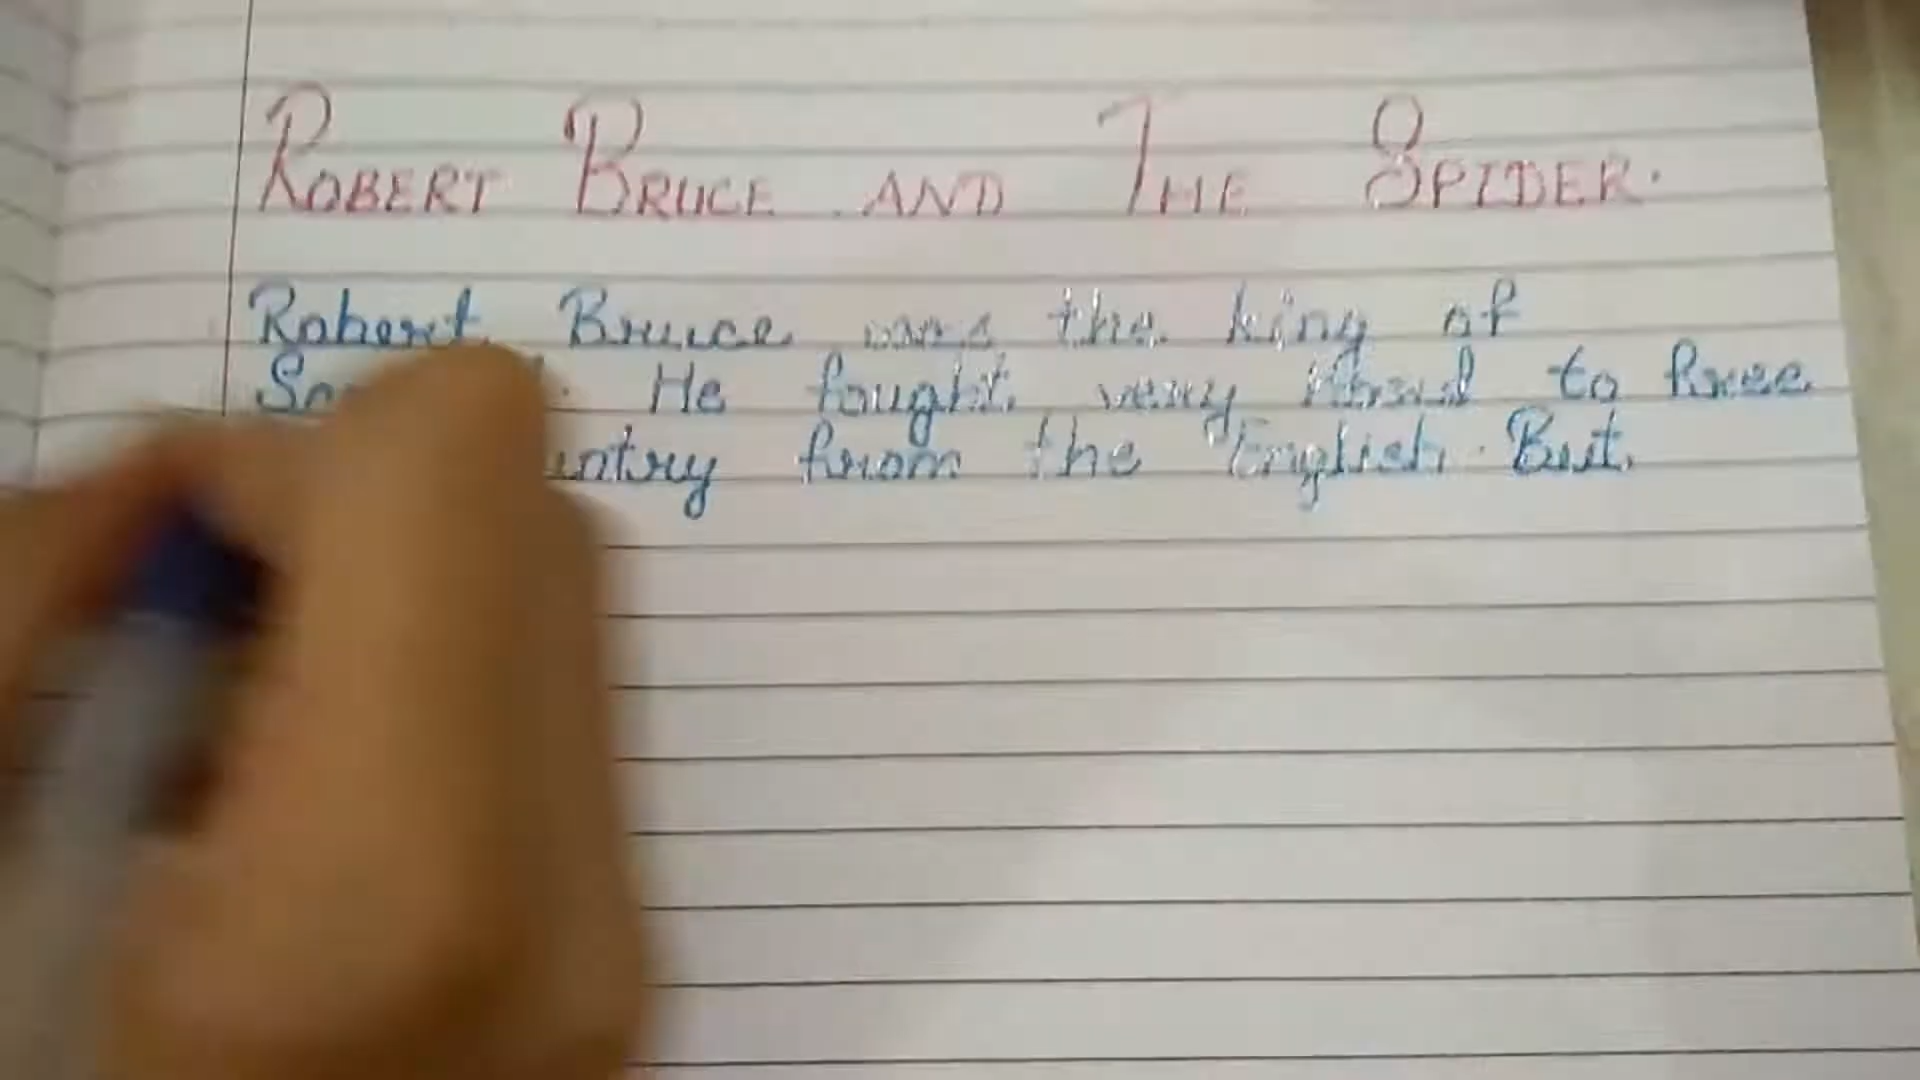 ROBERT BRUCE AND THE SPIDER.
Robert Bruce was the king of
He fought very hard to free
from the English. But